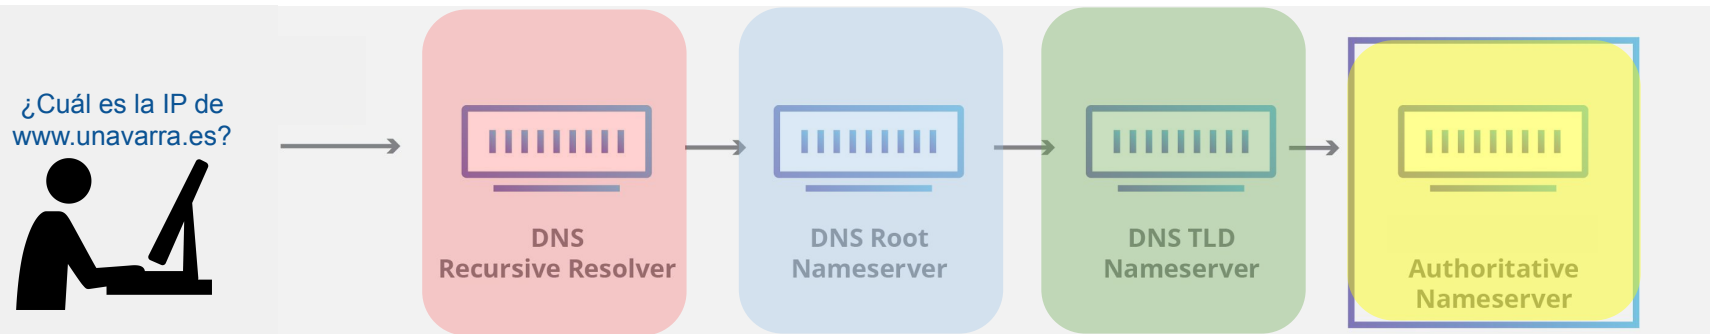 ¿Cuál es la IP de
www.unavarra.es?
DNS
Recursive Resolver
DNS Root
Nameserver
DNS TLD
Nameserver
Authoritative
Nameserver